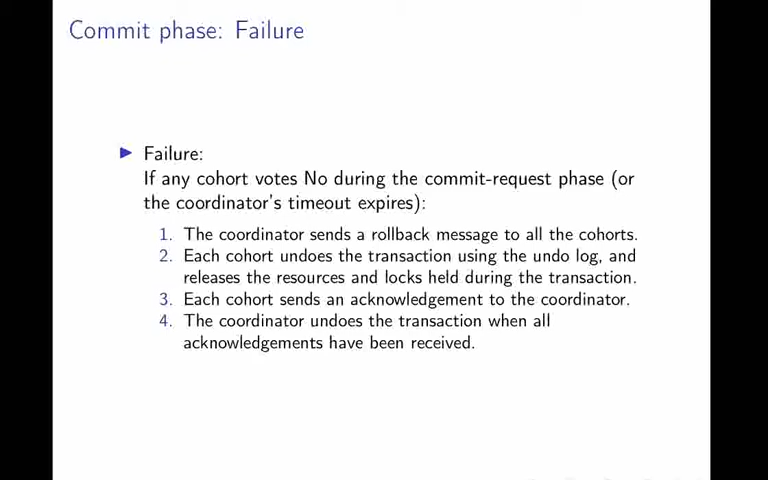 Commit phase: Failure
Failure:
If any cohort votes No during the commit-request phase (or
the coordinator's timeout expires):
1. The coordinator sends a rollback message to all the cohorts.
2. Each cohort undoes the transaction using the undo log, and
releases the resources and locks held during the transaction.
3. Each cohort sends an acknowledgement to the coordinator.
4. The coordinator undoes the transaction when all
acknowledgements have been received.